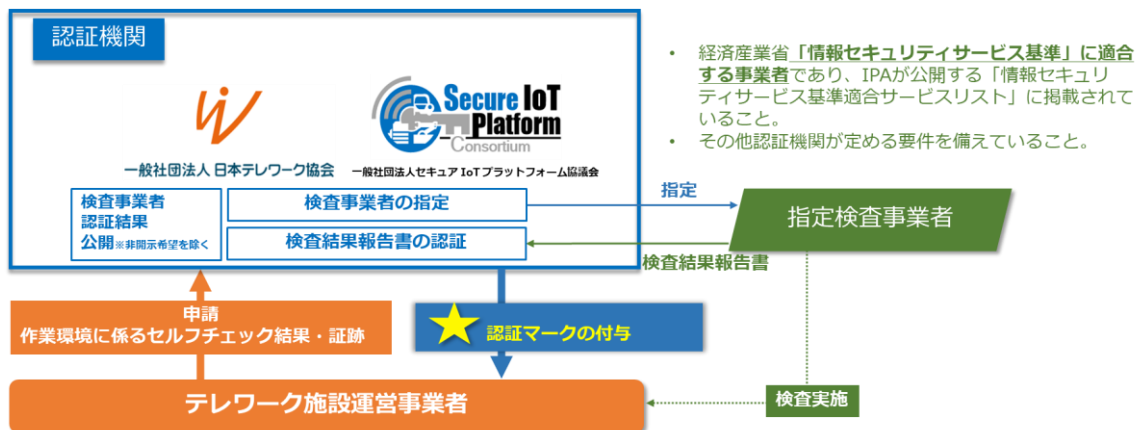 認証機関
Secure IoT
Platform
Consortium
一般社団法人 日本テレワーク協会
一般社団法人セキュア IoT プラットフォーム協議会
検査事業者
認証結果
公開※非開示希望を除く
検査事業者の指定
検査結果報告書の認証
• 経済産業省「情報セキュリティサービス基準」に適合
する事業者であり、IPAが公開する「情報セキュリ
ティサービス基準適合サービスリスト」に掲載されて
いること。
• その他認証機関が定める要件を備えていること。
指定
指定検査事業者
検査結果報告書
申請
作業環境に係るセルフチェック結果・証跡
認証マークの付与
検査実施
テレワーク施設運営事業者